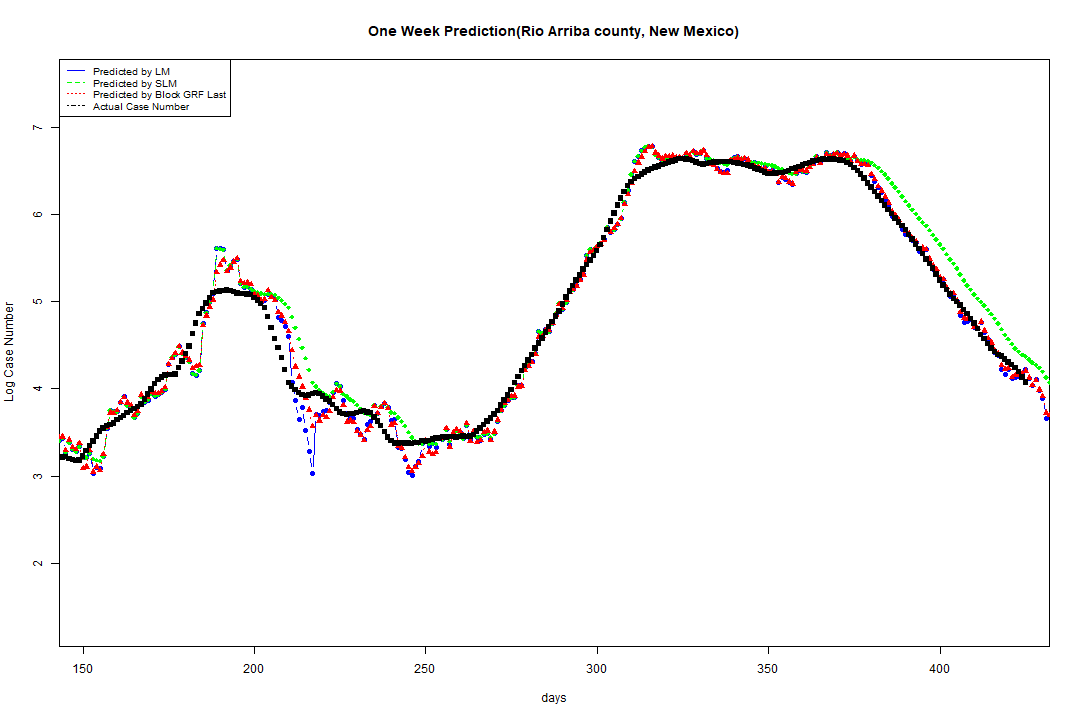 One Week Prediction(Rio Arriba county, New Mexico)
Predicted by LM
Predicted by SLM
Predicted by Block GRF Last
Actual Case Number
7
6
5
4
3
2
Log Case Number
150 200 250 300 350 400
days